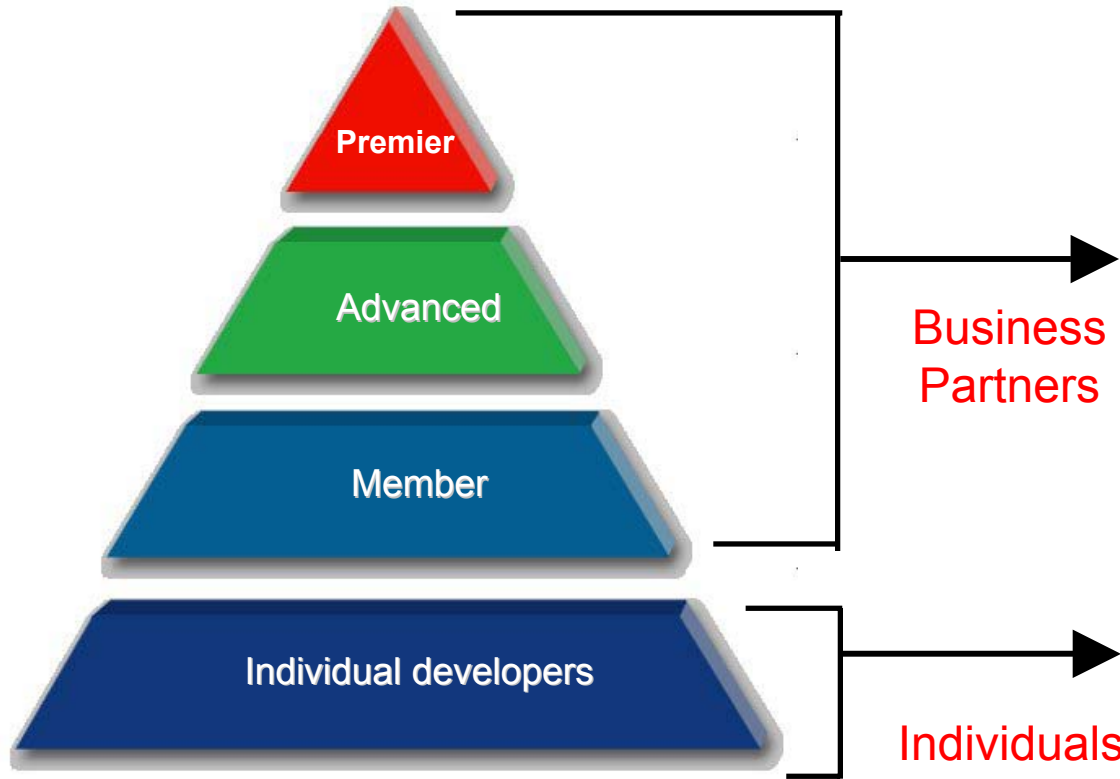 Premier
Advanced
Business
Partners
Member
Individual developers
Individuals